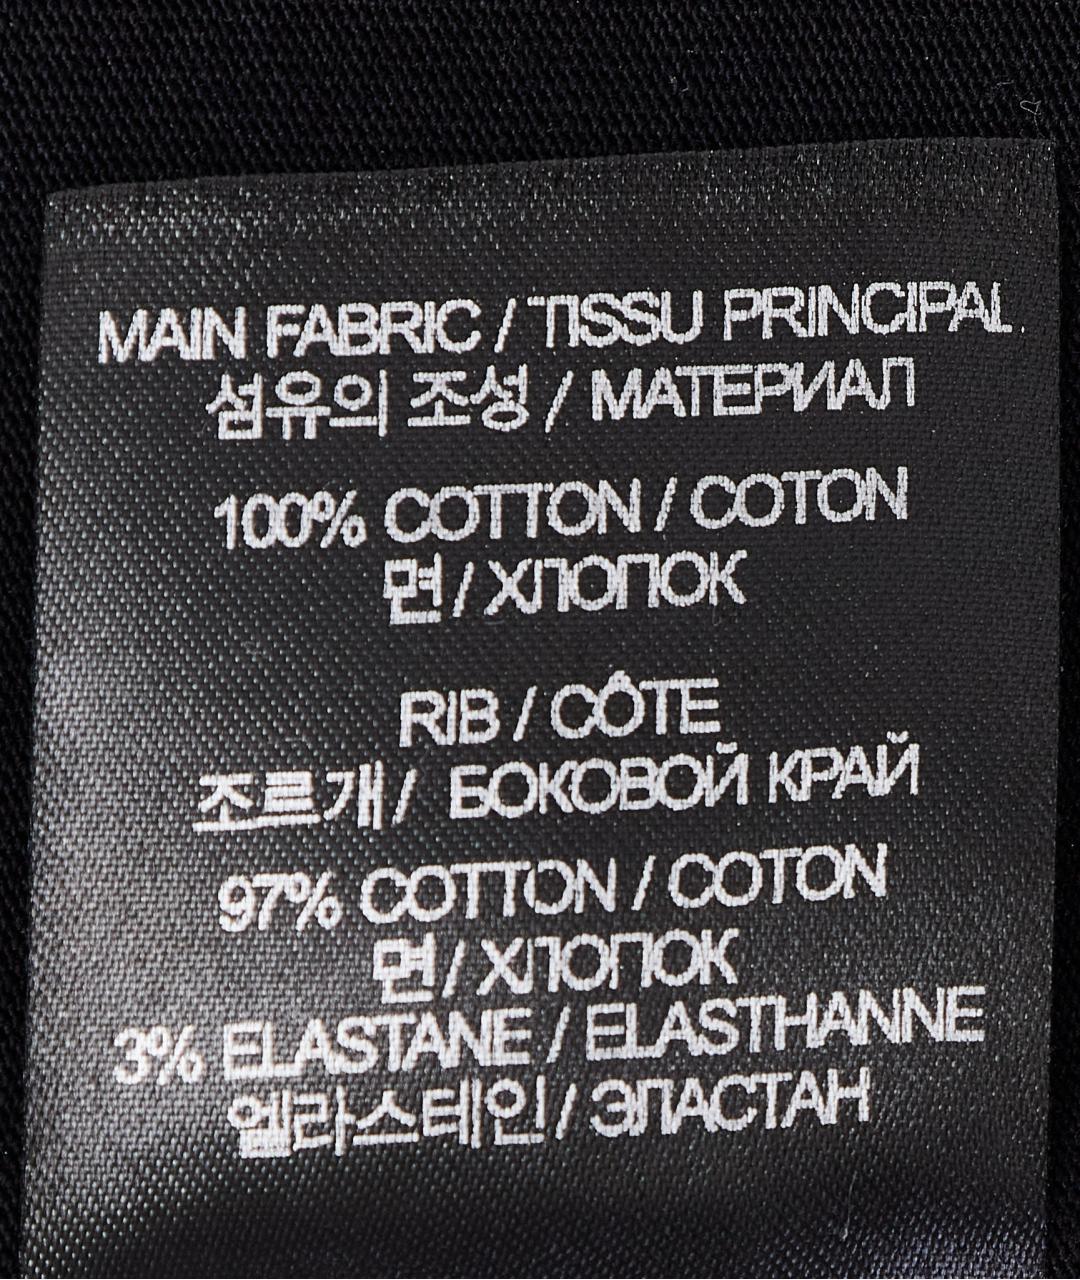 MAIN FABRIC / TISSU PRINCIPAL
섬유의 조성 / МАТЕРИАЛ
100% COTTON / COTON
면 / ХЛОПОК
RIB / CÔTE
조르개 / БОКОВОЙ КРАЙ
97% COTTON / COTON
면 / ХЛОПОК
3% ELASTANE / ELASTHANNE
엘라스테인 / ЭЛАСТАН